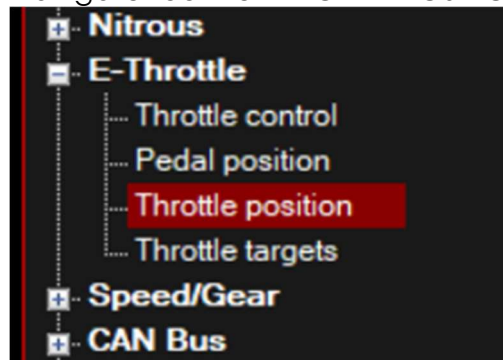 Nitrous
E-Throttle
Throttle control
Pedal position
Throttle position
Throttle targets
Speed/Gear
CAN Bus